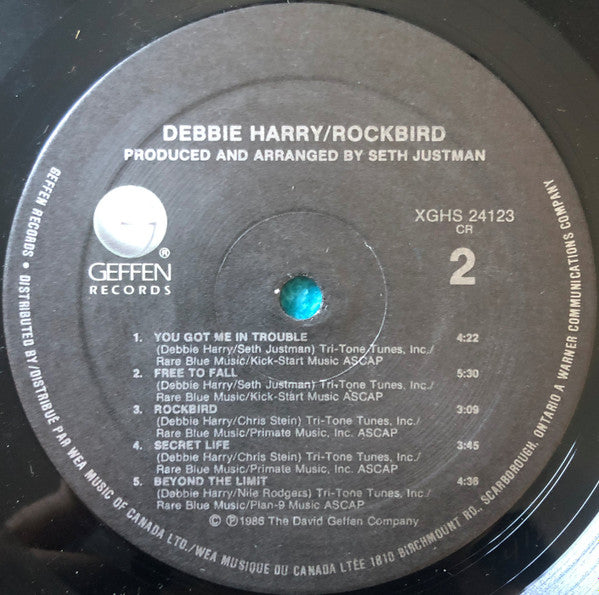 DEBBIE HARRY/ROCKBIRD
PRODUCED AND ARRANGED BY SETH JUSTMAN
XGHS 24123
CR
2
®
GEFFEN
RECORDS
1. YOU GOT ME IN TROUBLE 4:22
(Debbie Harry/Seth Justman) Tri-Tone Tunes, Inc./
Rare Blue Music/Kick-Start Music ASCAP
2. FREE TO FALL 5:30
(Debbie Harry/Seth Justman) Tri-Tone Tunes, Inc./
Rare Blue Music/Kick-Start Music ASCAP
3. ROCKBIRD 3:09
(Debbie Harry/Chris Stein) Tri-Tone Tunes, Inc./
Rare Blue Music/Primate Music, Inc. ASCAP
4. SECRET LIFE 3:45
(Debbie Harry/Chris Stein) Tri-Tone Tunes, Inc./
Rare Blue Music/Primate Music, Inc. ASCAP
5. BEYOND THE LIMIT 4:36
(Debbie Harry/Nile Rodgers) Tri-Tone Tunes, Inc./
Rare Blue Music/Plan-9 Music ASCAP
© ℗1986 The David Geffen Company
GEFFEN RECORDS • DISTRIBUTED BY/DISTRIBUÉ PAR WEA MUSIC OF CANADA LTD./WEA MUSIQUE DU CANADA LTÉE 1810 BIRCHMOUNT RD., SCARBOROUGH, ONTARIO A WARNER COMMUNICATIONS COMPANY